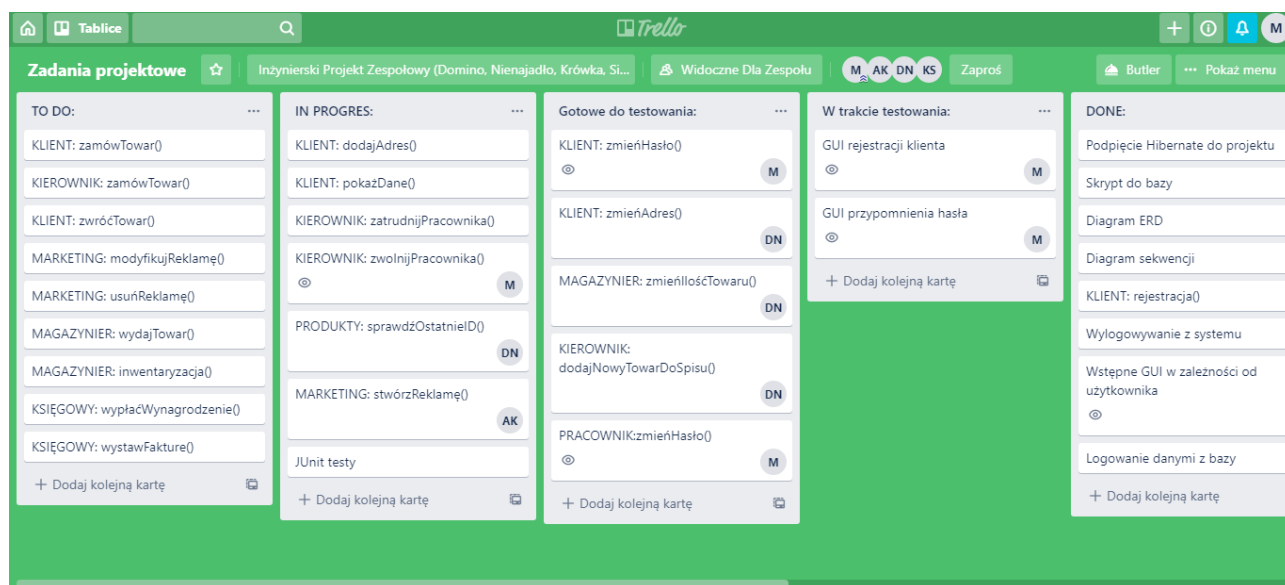 Tablice
Trello
M
Zadania projektowe
Inżynierski Projekt Zespołowy (Domino, Nienajadło, Krówka, Si...
Widoczne Dla Zespołu
M AK DN KS
Zaproś
Butler
Pokaż menu
TO DO:
KLIENT: zamówTowar()
KIEROWNIK: zamówTowar()
KLIENT: zwróćTowar()
MARKETING: modyfikujReklamę()
MARKETING: usuńReklamę()
MAGAZYNIER: wydajTowar()
MAGAZYNIER: inwentaryzacja()
KSIĘGOWY: wypłaćWynagrodzenie()
KSIĘGOWY: wystawFakture()
+ Dodaj kolejną kartę
IN PROGRES:
KLIENT: dodajAdres()
KLIENT: pokażDane()
KIEROWNIK: zatrudnijPracownika()
KIEROWNIK: zwolnijPracownika()
M
PRODUKTY: sprawdźOstatnieID()
DN
MARKETING: stwórzReklamę()
AK
JUnit testy
+ Dodaj kolejną kartę
Gotowe do testowania:
KLIENT: zmieńHasło()
M
KLIENT: zmieńAdres()
DN
MAGAZYNIER: zmieńIlośćTowaru()
DN
KIEROWNIK:
dodajNowyTowarDoSpisu()
DN
PRACOWNIK:zmieńHasło()
M
+ Dodaj kolejną kartę
W trakcie testowania:
GUI rejestracji klienta
M
GUI przypomnienia hasła
M
+ Dodaj kolejną kartę
DONE:
Podpięcie Hibernate do projektu
Skrypt do bazy
Diagram ERD
Diagram sekwencji
KLIENT: rejestracja()
Wylogowywanie z systemu
Wstępne GUI w zależności od
użytkownika
Logowanie danymi z bazy
+ Dodaj kolejną kartę